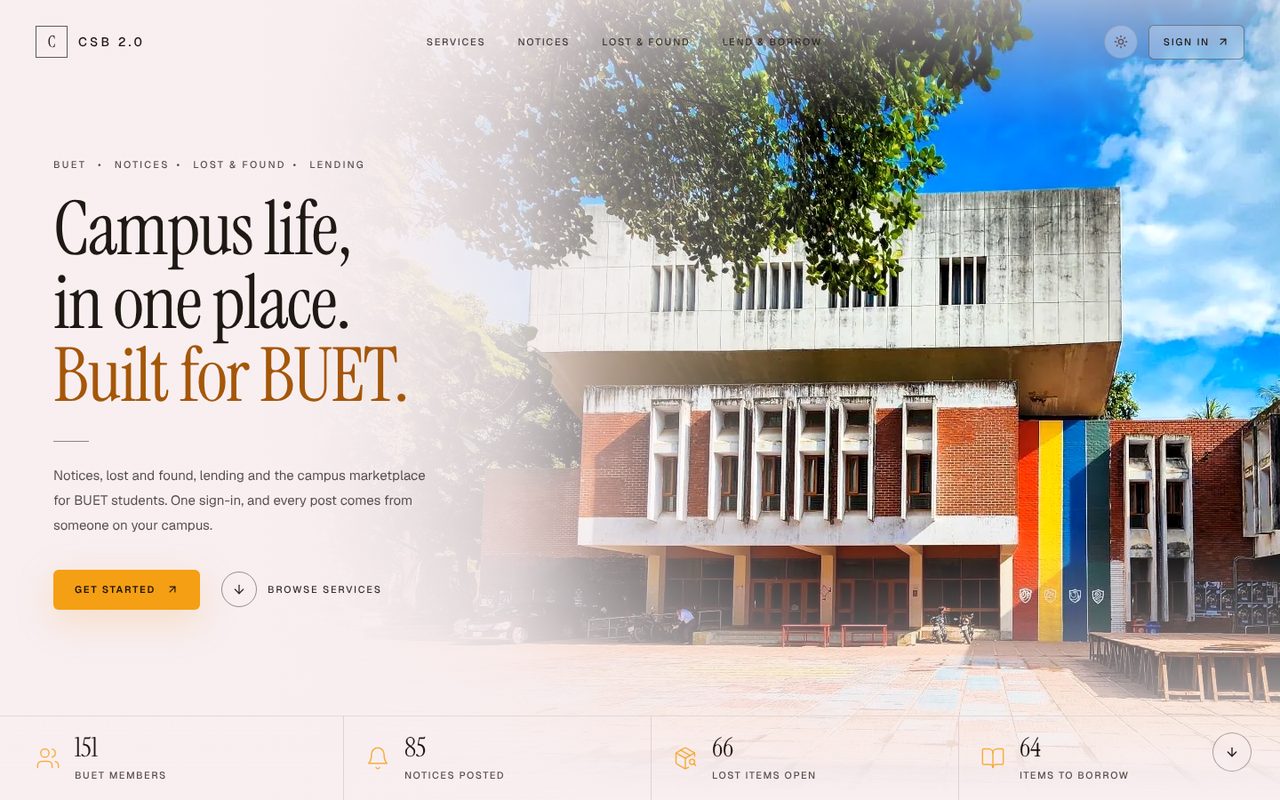 C CSB 2.0
SERVICES NOTICES LOST & FOUND LEND & BORROW
SIGN IN
BUET • NOTICES • LOST & FOUND • LENDING
Campus life,
in one place.
Built for BUET.
Notices, lost and found, lending and the campus marketplace
for BUET students. One sign-in, and every post comes from
someone on your campus.
GET STARTED
BROWSE SERVICES
151
BUET MEMBERS
85
NOTICES POSTED
66
LOST ITEMS OPEN
64
ITEMS TO BORROW